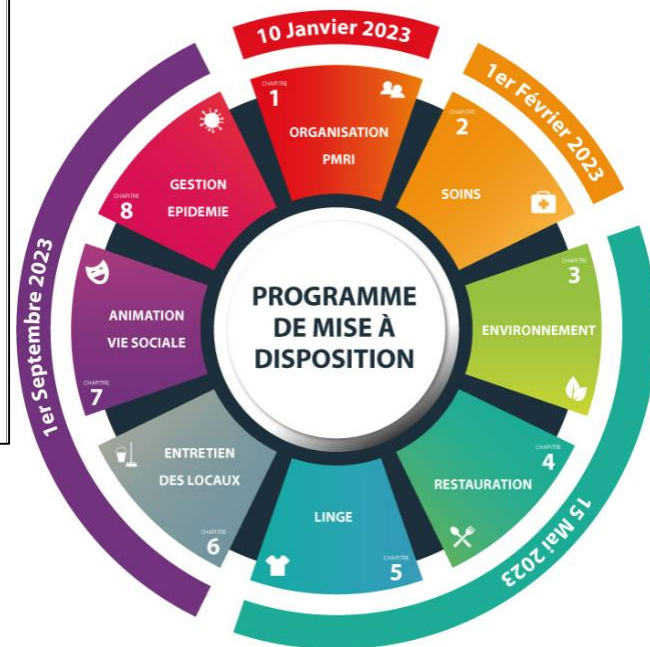 10 Janvier 2023
1er Février 2023
15 Mai 2023
1er Septembre 2023
PROGRAMME
DE MISE À
DISPOSITION
CHAPITRE
1
ORGANISATION
PMRI
CHAPITRE
2
SOINS
CHAPITRE
3
ENVIRONNEMENT
CHAPITRE
4
RESTAURATION
LINGE
CHAPITRE
5
ENTRETIEN
DES LOCAUX
CHAPITRE
6
ANIMATION
VIE SOCIALE
CHAPITRE
7
GESTION
EPIDEMIE
CHAPITRE
8